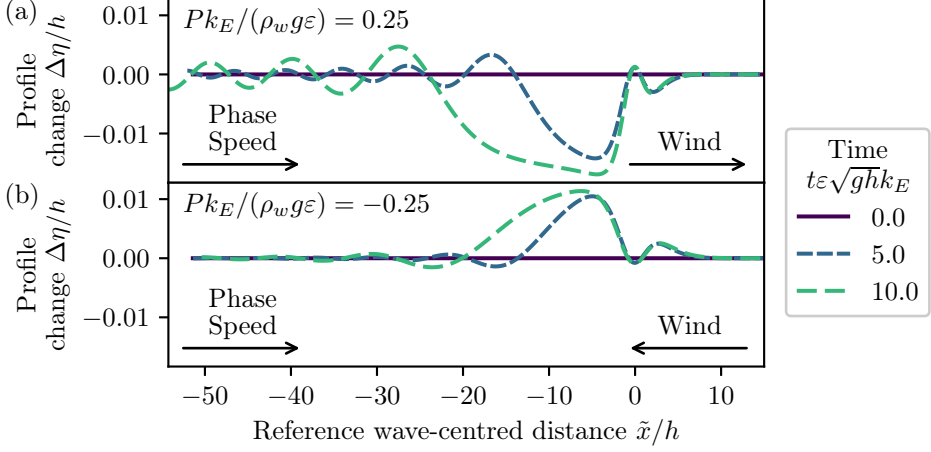 (a)
Pk_E/(ρ_w gε) = 0.25
0.01
0.00
−0.01
Profile
change Δη/h
Phase
Speed
Wind
(b)
Pk_E/(ρ_w gε) = −0.25
0.01
0.00
−0.01
Profile
change Δη/h
Phase
Speed
Wind
−50 −40 −30 −20 −10 0 10
Reference wave-centred distance x̃/h
Time
tε√(gh)k_E
0.0
5.0
10.0